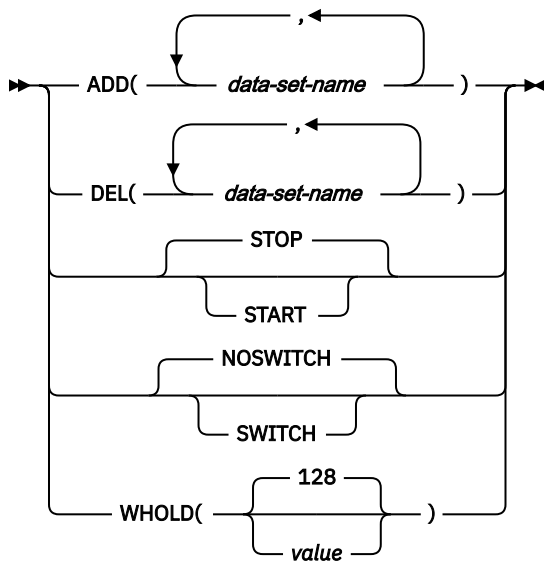 ,
ADD( data-set-name )
,
DEL( data-set-name )
STOP
START
NOSWITCH
SWITCH
128
WHOLD( )
value